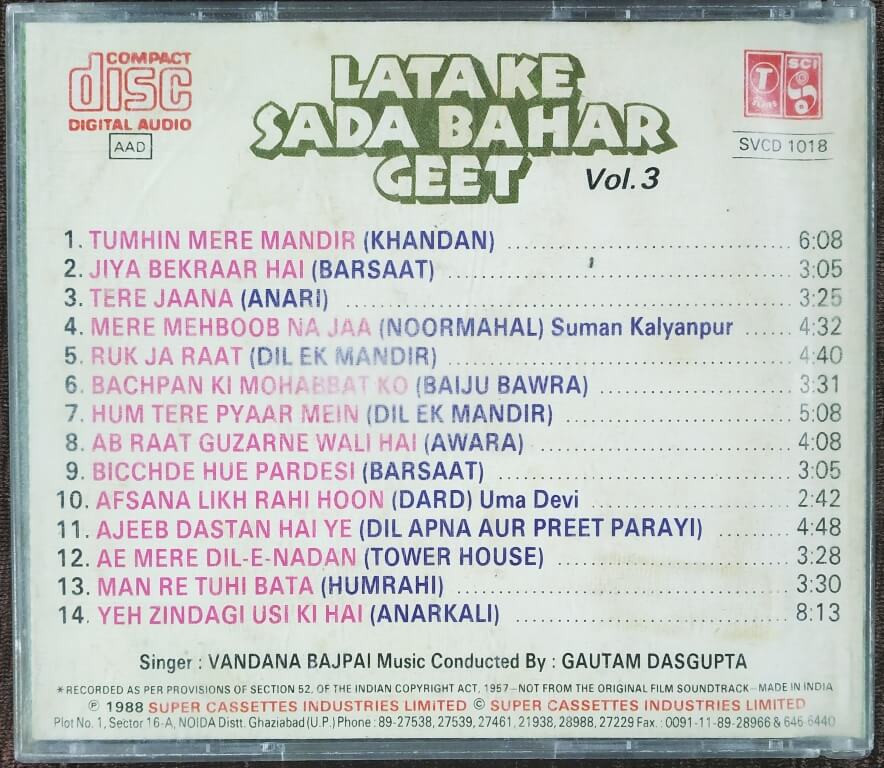 COMPACT
disc
DIGITAL AUDIO
AAD
LATA KE
SADA BAHAR
GEET
Vol.3
T
SERIES
SCI
SVCD 1018
1. TUMHIN MERE MANDIR (KHANDAN) 6:08
2. JIYA BEKRAAR HAI (BARSAAT) 3:05
3. TERE JAANA (ANARI) 3:25
4. MERE MEHBOOB NA JAA (NOORMAHAL) Suman Kalyanpur 4:32
5. RUK JA RAAT (DIL EK MANDIR) 4:40
6. BACHPAN KI MOHABBAT KO (BAIJU BAWRA) 3:31
7. HUM TERE PYAAR MEIN (DIL EK MANDIR) 5:08
8. AB RAAT GUZARNE WALI HAI (AWARA) 4:08
9. BICCHDE HUE PARDESI (BARSAAT) 3:05
10. AFSANA LIKH RAHI HOON (DARD) Uma Devi 2:42
11. AJEEB DASTAN HAI YE (DIL APNA AUR PREET PARAYI) 4:48
12. AE MERE DIL-E-NADAN (TOWER HOUSE) 3:28
13. MAN RE TUHI BATA (HUMRAHI) 3:30
14. YEH ZINDAGI USI KI HAI (ANARKALI) 8:13
Singer : VANDANA BAJPAI Music Conducted By : GAUTAM DASGUPTA
*RECORDED AS PER PROVISIONS OF SECTION 52. OF THE INDIAN COPYRIGHT ACT, 1957—NOT FROM THE ORIGINAL FILM SOUNDTRACK—MADE IN INDIA
℗ 1988 SUPER CASSETTES INDUSTRIES LIMITED © SUPER CASSETTES INDUSTRIES LIMITED
Plot No. 1, Sector 16-A, NOIDA Distt. Ghaziabad (U.P.) Phone : 89-27538, 27539, 27461, 21938, 28988, 27229 Fax. : 0091-11-89-28966 & 646-6440